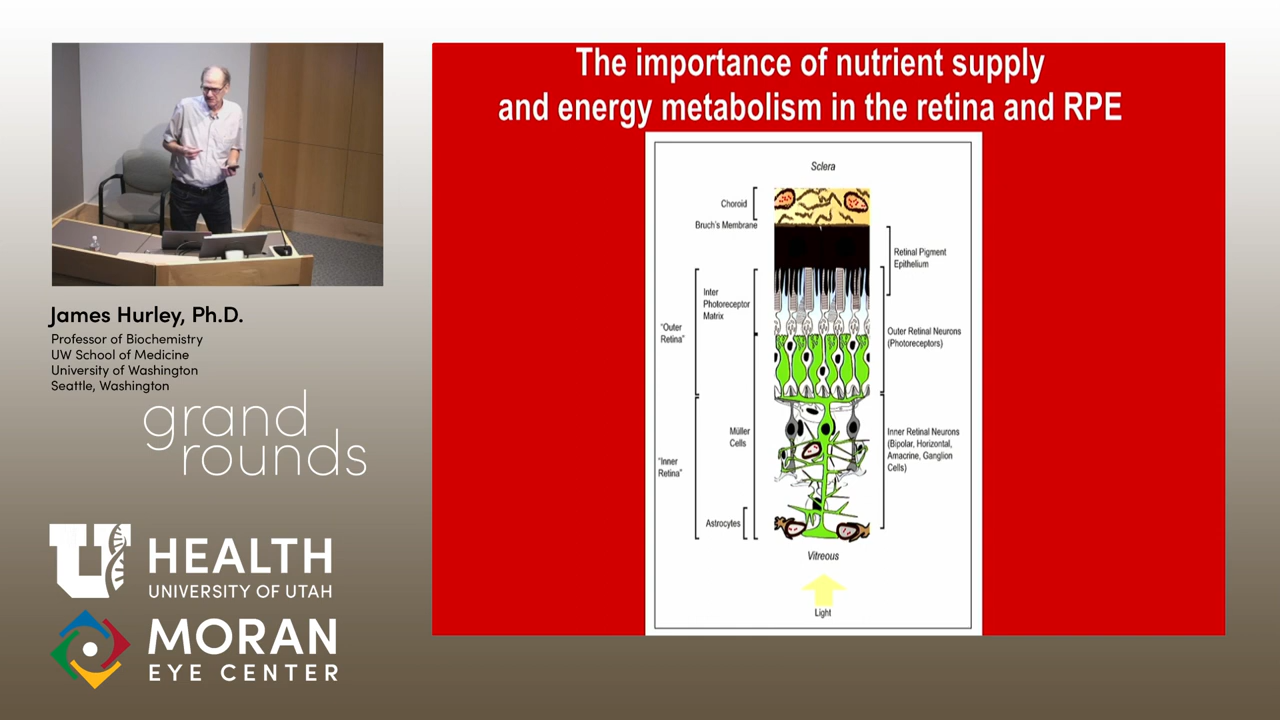 The importance of nutrient supply
and energy metabolism in the retina and RPE
Sclera
Choroid
Bruch's Membrane
Retinal Pigment
Epithelium
Inter
Photoreceptor
Matrix
"Outer
Retina"
Outer Retinal Neurons
(Photoreceptors)
Müller
Cells
Inner Retinal Neurons
(Bipolar, Horizontal,
Amacrine, Ganglion
Cells)
"Inner
Retina"
Astrocytes
Vitreous
Light
James Hurley, Ph.D.
Professor of Biochemistry
UW School of Medicine
University of Washington
Seattle, Washington
grand
rounds
U HEALTH
UNIVERSITY OF UTAH
MORAN
EYE CENTER